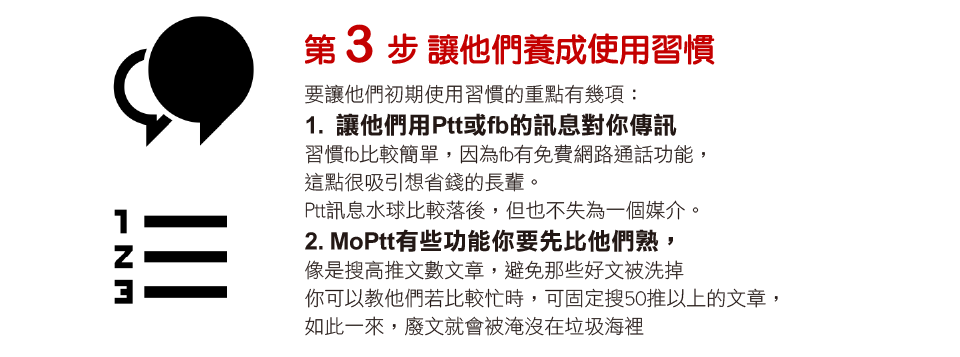 第 3 步 讓他們養成使用習慣
要讓他們初期使用習慣的重點有幾項：
1. 讓他們用Ptt或fb的訊息對你傳訊
習慣fb比較簡單，因為fb有免費網路通話功能，
這點很吸引想省錢的長輩。
Ptt訊息水球比較落後，但也不失為一個媒介。
2. MoPtt有些功能你要先比他們熟，
像是搜高推文數文章，避免那些好文被洗掉
你可以教他們若比較忙時，可固定搜50推以上的文章，
如此一來，廢文就會被淹沒在垃圾海裡
1
2
3